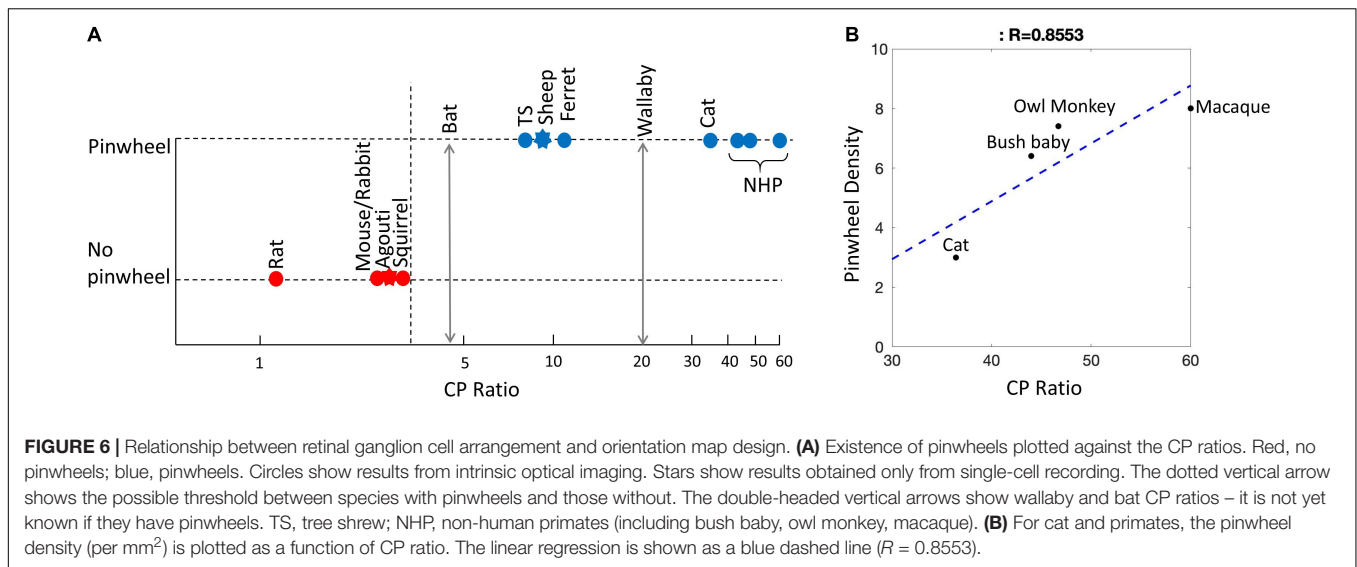 A
Pinwheel
No
pinwheel
Rat
Mouse/Rabbit
Agouti
Squirrel
Bat
TS
Sheep
Ferret
Wallaby
Cat
NHP
1
5
10
20
30
40
50
60
CP Ratio
B
: R=0.8553
Pinwheel Density
10
8
6
4
2
0
Owl Monkey
Bush baby
Macaque
Cat
30
40
50
60
CP Ratio
FIGURE 6 | Relationship between retinal ganglion cell arrangement and orientation map design. (A) Existence of pinwheels plotted against the CP ratios. Red, no
pinwheels; blue, pinwheels. Circles show results from intrinsic optical imaging. Stars show results obtained only from single-cell recording. The dotted vertical arrow
shows the possible threshold between species with pinwheels and those without. The double-headed vertical arrows show wallaby and bat CP ratios – it is not yet
known if they have pinwheels. TS, tree shrew; NHP, non-human primates (including bush baby, owl monkey, macaque). (B) For cat and primates, the pinwheel
density (per mm²) is plotted as a function of CP ratio. The linear regression is shown as a blue dashed line (R = 0.8553).